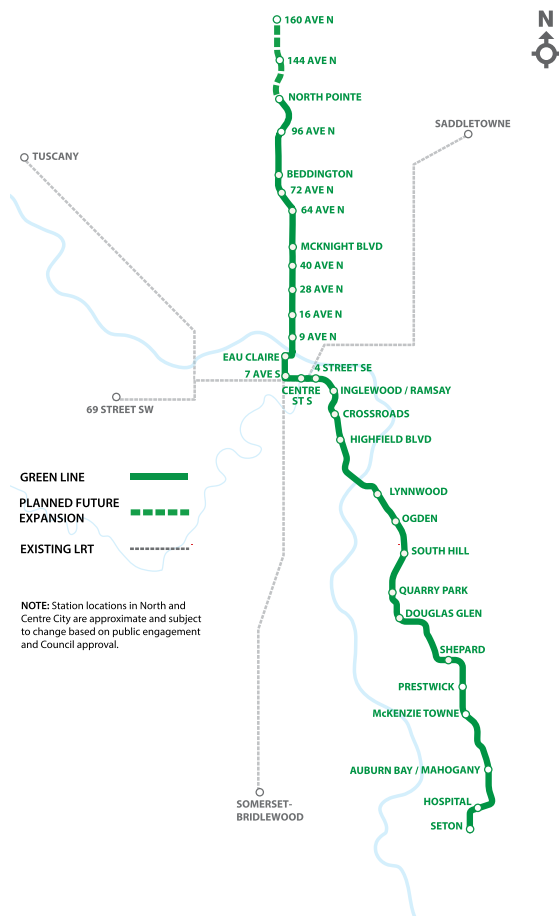 N
160 AVE N
144 AVE N
NORTH POINTE
96 AVE N
SADDLETOWNE
TUSCANY
BEDDINGTON
72 AVE N
64 AVE N
MCKNIGHT BLVD
40 AVE N
28 AVE N
16 AVE N
9 AVE N
EAU CLAIRE
7 AVE S
4 STREET SE
CENTRE
ST S
INGLEWOOD / RAMSAY
69 STREET SW
CROSSROADS
HIGHFIELD BLVD
GREEN LINE
PLANNED FUTURE
EXPANSION
EXISTING LRT
LYNNWOOD
OGDEN
SOUTH HILL
QUARRY PARK
DOUGLAS GLEN
NOTE: Station locations in North and
Centre City are approximate and subject
to change based on public engagement
and Council approval.
SHEPARD
PRESTWICK
McKENZIE TOWNE
AUBURN BAY / MAHOGANY
HOSPITAL
SETON
SOMERSET-
BRIDLEWOOD